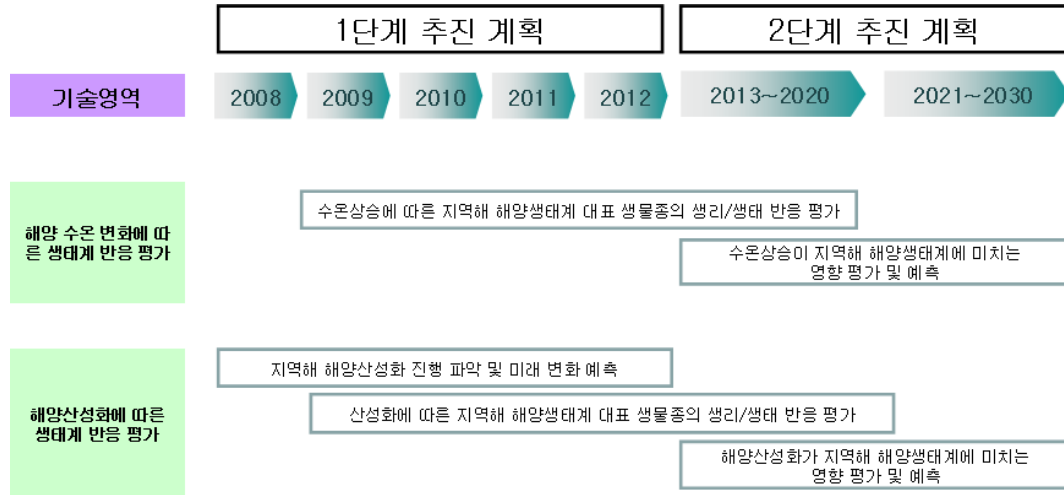 1단계 추진 계획
2단계 추진 계획
기술영역
2008
2009
2010
2011
2012
2013~2020
2021~2030
해양 수온 변화에 따
른 생태계 반응 평가
수온상승에 따른 지역해 해양생태계 대표 생물종의 생리/생태 반응 평가
수온상승이 지역해 해양생태계에 미치는
영향 평가 및 예측
해양산성화에 따른
생태계 반응 평가
지역해 해양산성화 진행 파악 및 미래 변화 예측
산성화에 따른 지역해 해양생태계 대표 생물종의 생리/생태 반응 평가
해양산성화가 지역해 해양생태계에 미치는
영향 평가 및 예측